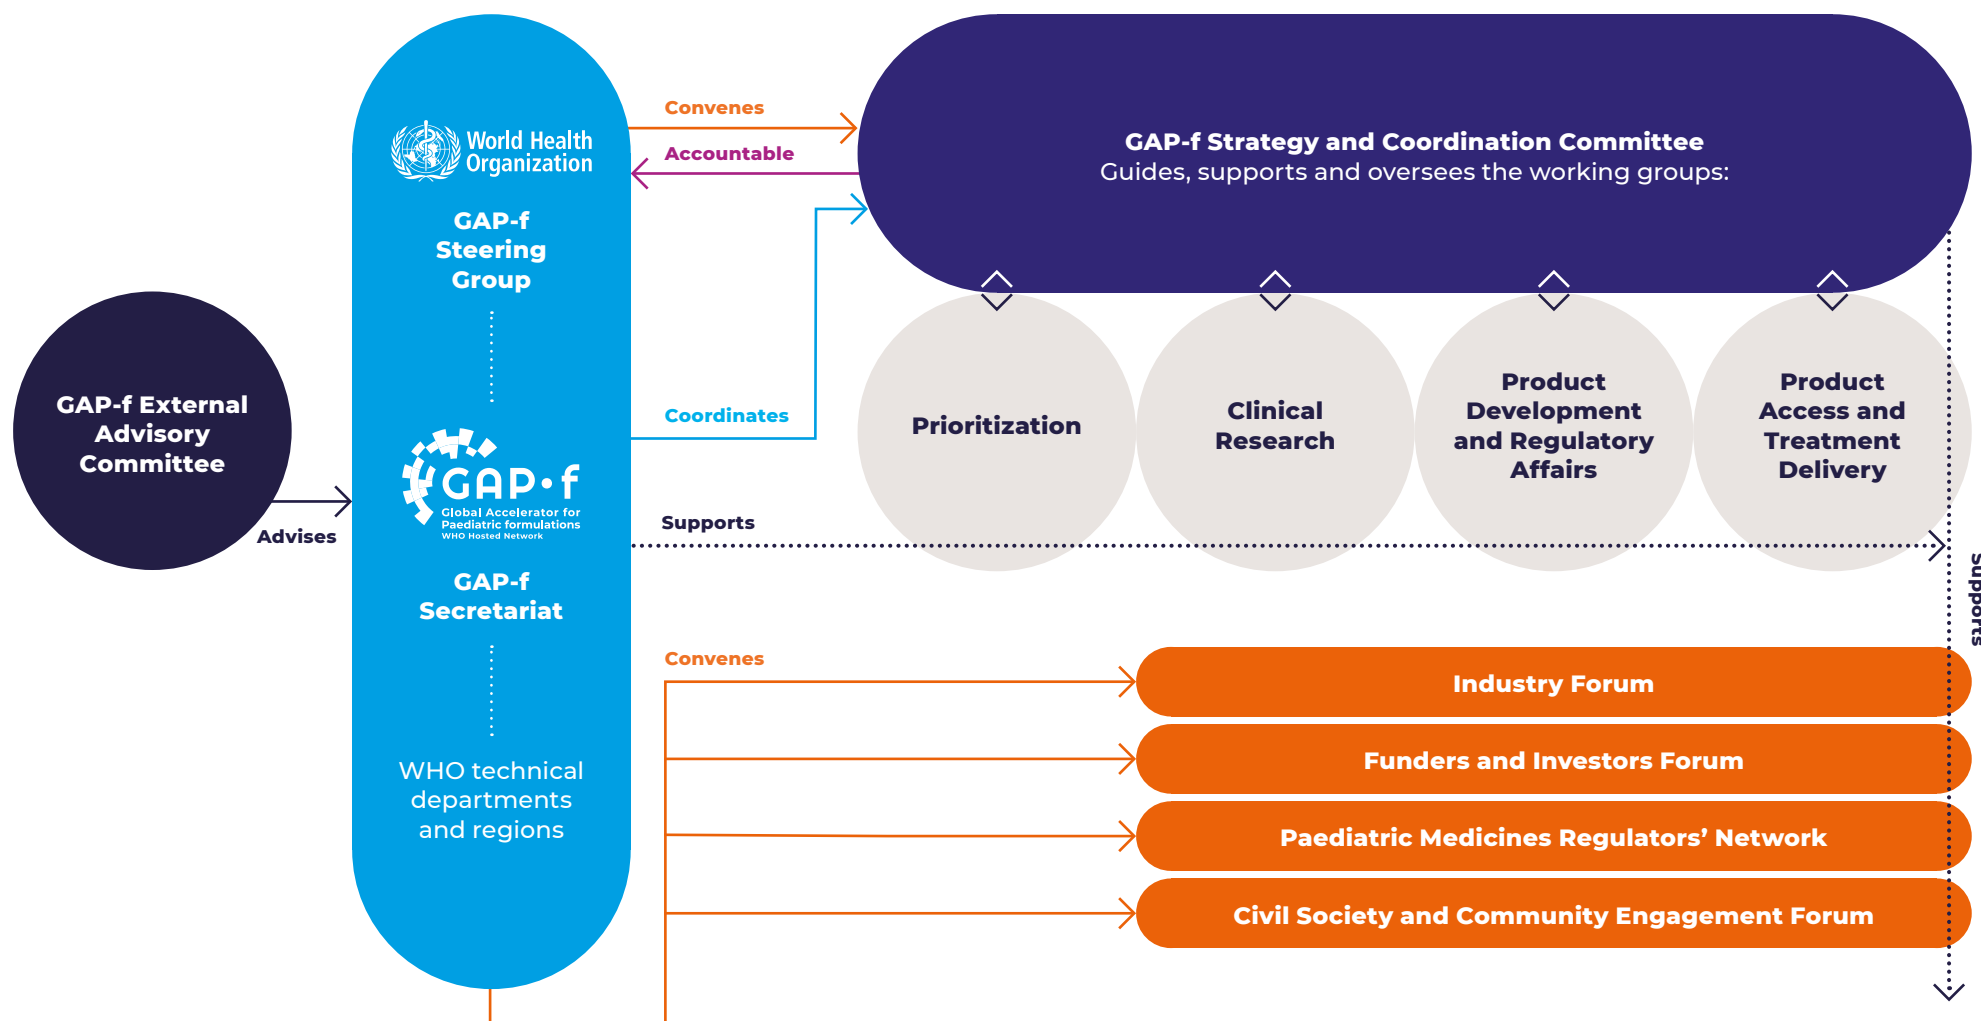 World Health
Organization
GAP-f
Steering
Group
GAP-f External
Advisory
Committee
Advises
GAP•f
Global Accelerator for
Paediatric formulations
WHO Hosted Network
GAP-f
Secretariat
WHO technical
departments
and regions
Convenes
Accountable
Coordinates
Supports
GAP-f Strategy and Coordination Committee
Guides, supports and oversees the working groups:
Prioritization
Clinical
Research
Product
Development
and Regulatory
Affairs
Product
Access and
Treatment
Delivery
Supports
Convenes
Industry Forum
Funders and Investors Forum
Paediatric Medicines Regulators’ Network
Civil Society and Community Engagement Forum